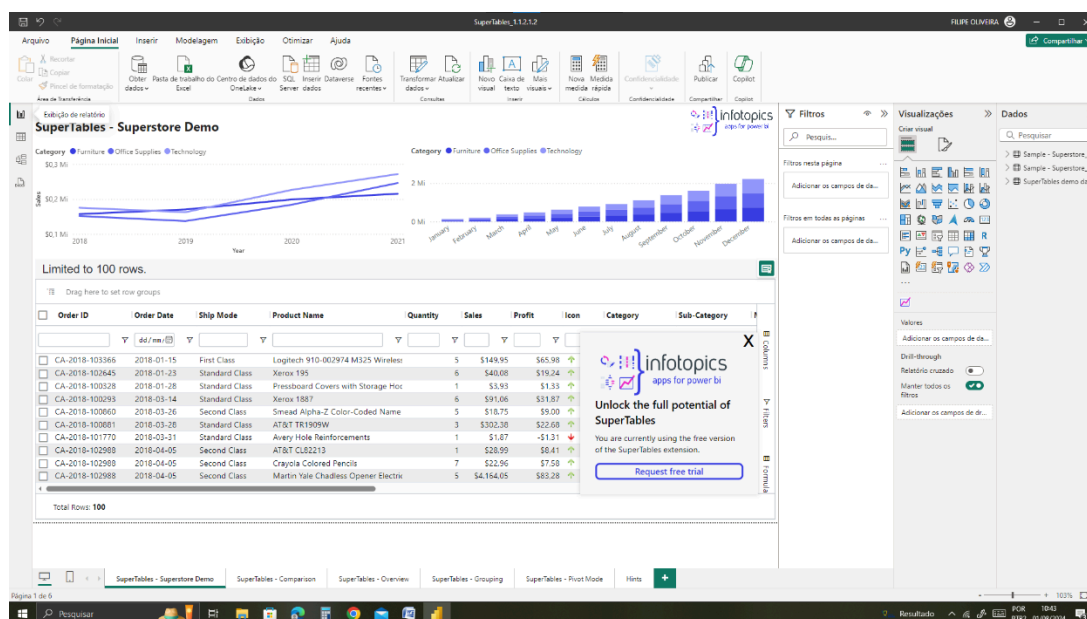 SuperTables_1.1.2.1.2
FILIPE OLIVEIRA
Arquivo Página Inicial Inserir Modelagem Exibição Otimizar Ajuda
Compartilhar
Colar
Recortar
Copiar
Pincel de formatação
Obter dados
Pasta de trabalho do Excel
Centro de dados do OneLake
SQL Server
Inserir dados
Dataverse
Fontes recentes
Transformar dados
Atualizar
Novo visual
Caixa de texto
Mais visuais
Nova medida
Medida rápida
Confidencialidade
Publicar
Copilot
Área de Transferência Dados Consultas Inserir Cálculos Confidencialidade Compartilhar Copilot
Exibição de relatório
SuperTables - Superstore Demo
infotopics
apps for power bi
Category Furniture Office Supplies Technology
$0,3 Mi
$0,2 Mi
$0,1 Mi
Sales
2018 2019 2020 2021
Year
Category Furniture Office Supplies Technology
2 Mi
0 Mi
January February March April May June July August September October November December
Limited to 100 rows.
Drag here to set row groups
Order ID Order Date Ship Mode Product Name Quantity Sales Profit Icon Category Sub-Category
CA-2018-103366 2018-01-15 First Class Logitech 910-002974 M325 Wireless 5 $149,95 $65.98
CA-2018-102645 2018-01-23 Standard Class Xerox 195 6 $40,08 $19.24
CA-2018-100328 2018-01-28 Standard Class Pressboard Covers with Storage Hoo 1 $3,93 $1.33
CA-2018-100293 2018-03-14 Standard Class Xerox 1887 6 $91,06 $31.87
CA-2018-100860 2018-03-26 Second Class Smead Alpha-Z Color-Coded Name 5 $18,75 $9.00
CA-2018-100881 2018-03-28 Standard Class AT&T TR1909W 3 $302,38 $22.68
CA-2018-101770 2018-03-31 Standard Class Avery Hole Reinforcements 1 $1,87 -$1.31
CA-2018-102988 2018-04-05 Second Class AT&T CL82213 1 $28,99 $8.41
CA-2018-102988 2018-04-05 Second Class Crayola Colored Pencils 7 $22,96 $7.58
CA-2018-102988 2018-04-05 Second Class Martin Yale Chadless Opener Electric 5 $4.164,05 $83.28
Total Rows: 100
Columns
Filters
Formula
X
infotopics
apps for power bi
Unlock the full potential of
SuperTables
You are currently using the free version
of the SuperTables extension.
Request free trial
Filtros
Pesquis...
Filtros nesta página ...
Adicionar os campos de da...
Filtros em todas as páginas ...
Adicionar os campos de da...
Visualizações
Criar visual
R
Py
...
Valores
Adicionar os campos de da...
Drill-through
Relatório cruzado
Manter todos os
filtros
Adicionar os campos de dr...
Dados
Pesquisar
Sample - Superstore_
Sample - Superstore_
SuperTables demo da
SuperTables - Superstore Demo SuperTables - Comparison SuperTables - Overview SuperTables - Grouping SuperTables - Pivot Mode Hints +
Página 1 de 6
103%
Pesquisar
Resultado
POR
PTB2
10:43
01/08/2024